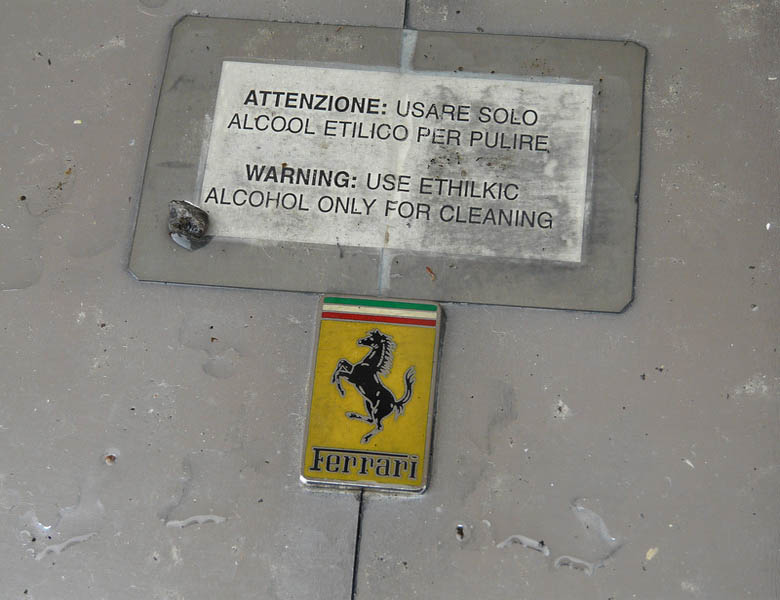 ATTENZIONE: USARE SOLO
ALCOOL ETILICO PER PULIRE
WARNING: USE ETHILKIC
ALCOHOL ONLY FOR CLEANING
Ferrari